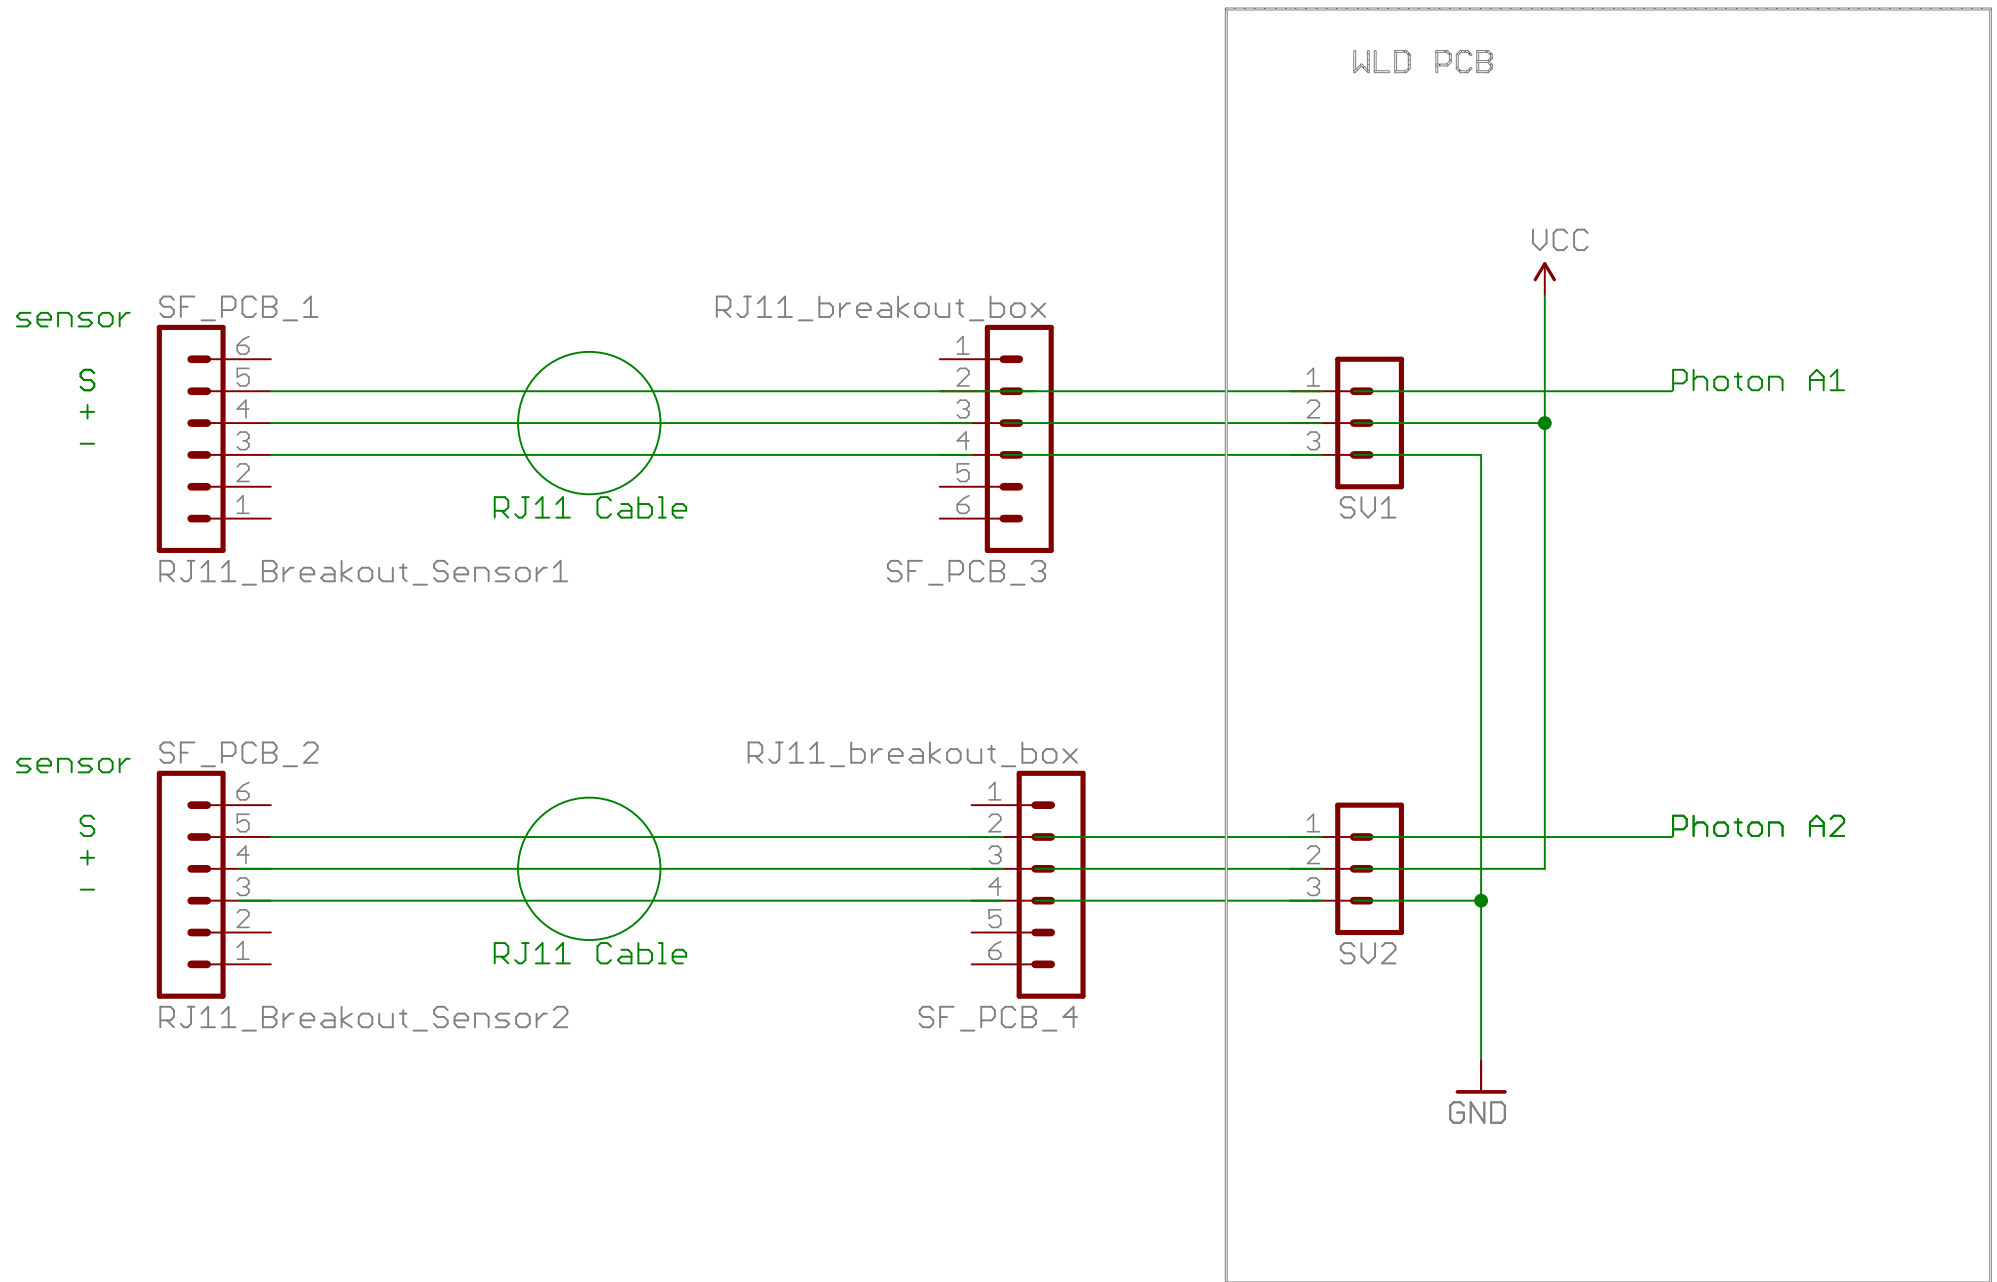 WLD PCB
VCC
sensor
SF_PCB_1
RJ11_breakout_box
S
+
-
6
5
4
3
2
1
1
2
3
4
5
6
1
2
3
Photon A1
RJ11 Cable
SV1
RJ11_Breakout_Sensor1
SF_PCB_3
sensor
SF_PCB_2
RJ11_breakout_box
S
+
-
6
5
4
3
2
1
1
2
3
4
5
6
1
2
3
Photon A2
RJ11 Cable
SV2
RJ11_Breakout_Sensor2
SF_PCB_4
GND